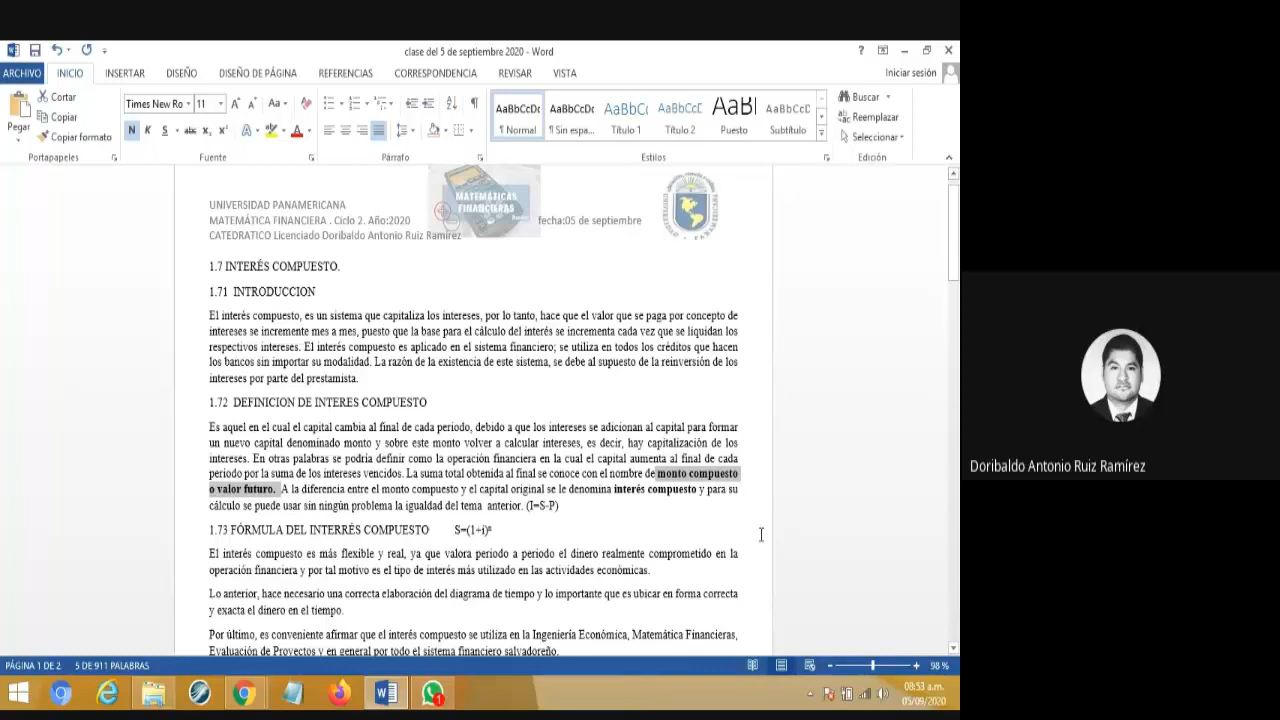 clase del 5 de septiembre 2020 - Word
ARCHIVO INICIO INSERTAR DISEÑO DISEÑO DE PÁGINA REFERENCIAS CORRESPONDENCIA REVISAR VISTA Iniciar sesión
Pegar
Cortar
Copiar
Copiar formato
Portapapeles
Times New Ro 11
N K S abc x₂ x²
Fuente
Párrafo
AaBbCcDc AaBbCcDc AaBbCc AaBbCcC AaBl AaBbCcC
¶ Normal ¶ Sin espa... Título 1 Título 2 Puesto Subtítulo
Estilos
Buscar
Reemplazar
Seleccionar
Edición
MATEMÁTICAS
FINANCIERAS
UNIVERSIDAD PANAMERICANA
MATEMÁTICA FINANCIERA . Ciclo 2. Año:2020 fecha:05 de septiembre
CATEDRATICO Licenciado Doribaldo Antonio Ruiz Ramírez
1.7 INTERÉS COMPUESTO.
1.71 INTRODUCCION
El interés compuesto, es un sistema que capitaliza los intereses, por lo tanto, hace que el valor que se paga por concepto de
intereses se incremente mes a mes, puesto que la base para el cálculo del interés se incrementa cada vez que se liquidan los
respectivos intereses. El interés compuesto es aplicado en el sistema financiero; se utiliza en todos los créditos que hacen
los bancos sin importar su modalidad. La razón de la existencia de este sistema, se debe al supuesto de la reinversión de los
intereses por parte del prestamista.
1.72 DEFINICION DE INTERES COMPUESTO
Es aquel en el cual el capital cambia al final de cada periodo, debido a que los intereses se adicionan al capital para formar
un nuevo capital denominado monto y sobre este monto volver a calcular intereses, es decir, hay capitalización de los
intereses. En otras palabras se podría definir como la operación financiera en la cual el capital aumenta al final de cada
periodo por la suma de los intereses vencidos. La suma total obtenida al final se conoce con el nombre de monto compuesto
o valor futuro. A la diferencia entre el monto compuesto y el capital original se le denomina interés compuesto y para su
cálculo se puede usar sin ningún problema la igualdad del tema anterior. (I=S-P)
1.73 FÓRMULA DEL INTERRÉS COMPUESTO S=(1+i)ⁿ
El interés compuesto es más flexible y real, ya que valora periodo a periodo el dinero realmente comprometido en la
operación financiera y por tal motivo es el tipo de interés más utilizado en las actividades económicas.
Lo anterior, hace necesario una correcta elaboración del diagrama de tiempo y lo importante que es ubicar en forma correcta
y exacta el dinero en el tiempo.
Por último, es conveniente afirmar que el interés compuesto se utiliza en la Ingeniería Económica, Matemática Financieras,
Evaluación de Proyectos y en general por todo el sistema financiero salvadoreño.
PÁGINA 1 DE 2 5 DE 911 PALABRAS 98 %
08:53 a.m.
05/09/2020
Doribaldo Antonio Ruiz Ramírez